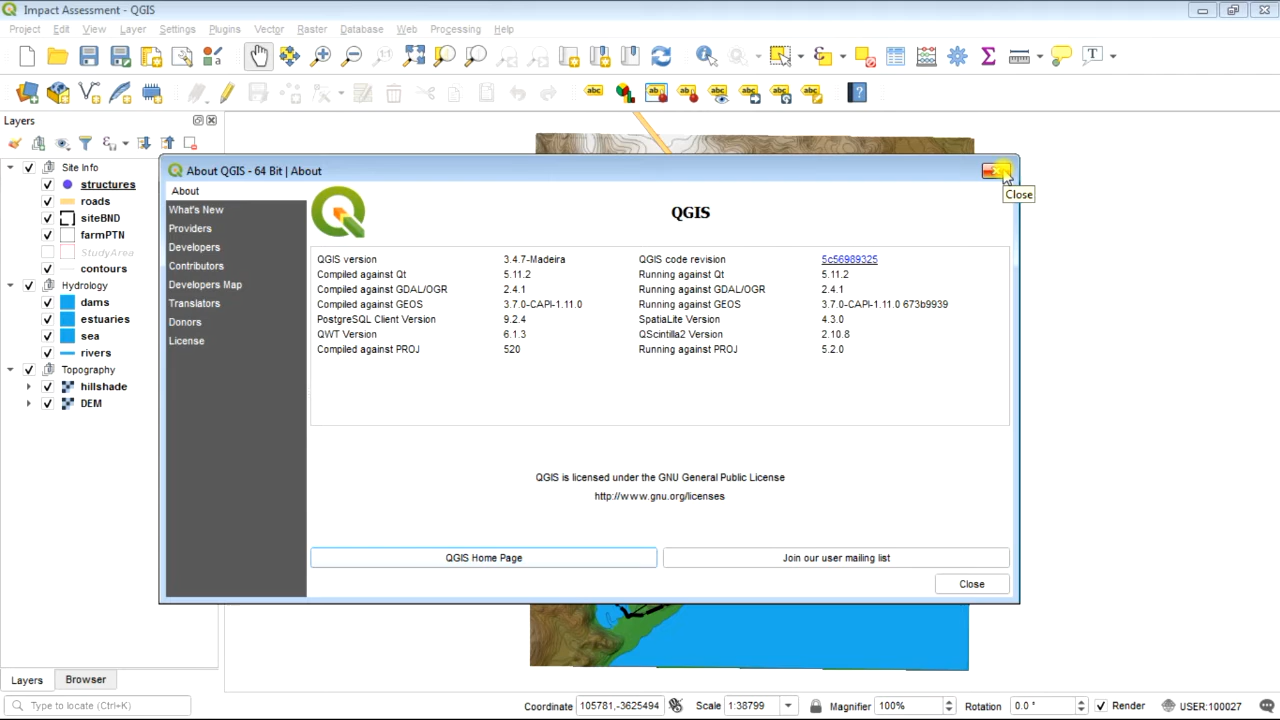 Impact Assessment - QGIS
Project Edit View Layer Settings Plugins Vector Raster Database Web Processing Help
Layers
Site Info
structures
roads
siteBND
farmPTN
StudyArea
contours
Hydrology
dams
estuaries
sea
rivers
Topography
hillshade
DEM
About QGIS - 64 Bit | About
Close
About
What's New
Providers
Developers
Contributors
Developers Map
Translators
Donors
License
QGIS
QGIS version 3.4.7-Madeira QGIS code revision 5c56989325
Compiled against Qt 5.11.2 Running against Qt 5.11.2
Compiled against GDAL/OGR 2.4.1 Running against GDAL/OGR 2.4.1
Compiled against GEOS 3.7.0-CAPI-1.11.0 Running against GEOS 3.7.0-CAPI-1.11.0 673b9939
PostgreSQL Client Version 9.2.4 SpatiaLite Version 4.3.0
QWT Version 6.1.3 QScintilla2 Version 2.10.8
Compiled against PROJ 520 Running against PROJ 5.2.0
QGIS is licensed under the GNU General Public License
http://www.gnu.org/licenses
QGIS Home Page Join our user mailing list
Close
Layers Browser
Type to locate (Ctrl+K) Coordinate 105781,-3625494 Scale 1:38799 Magnifier 100% Rotation 0.0 ° Render USER:100027